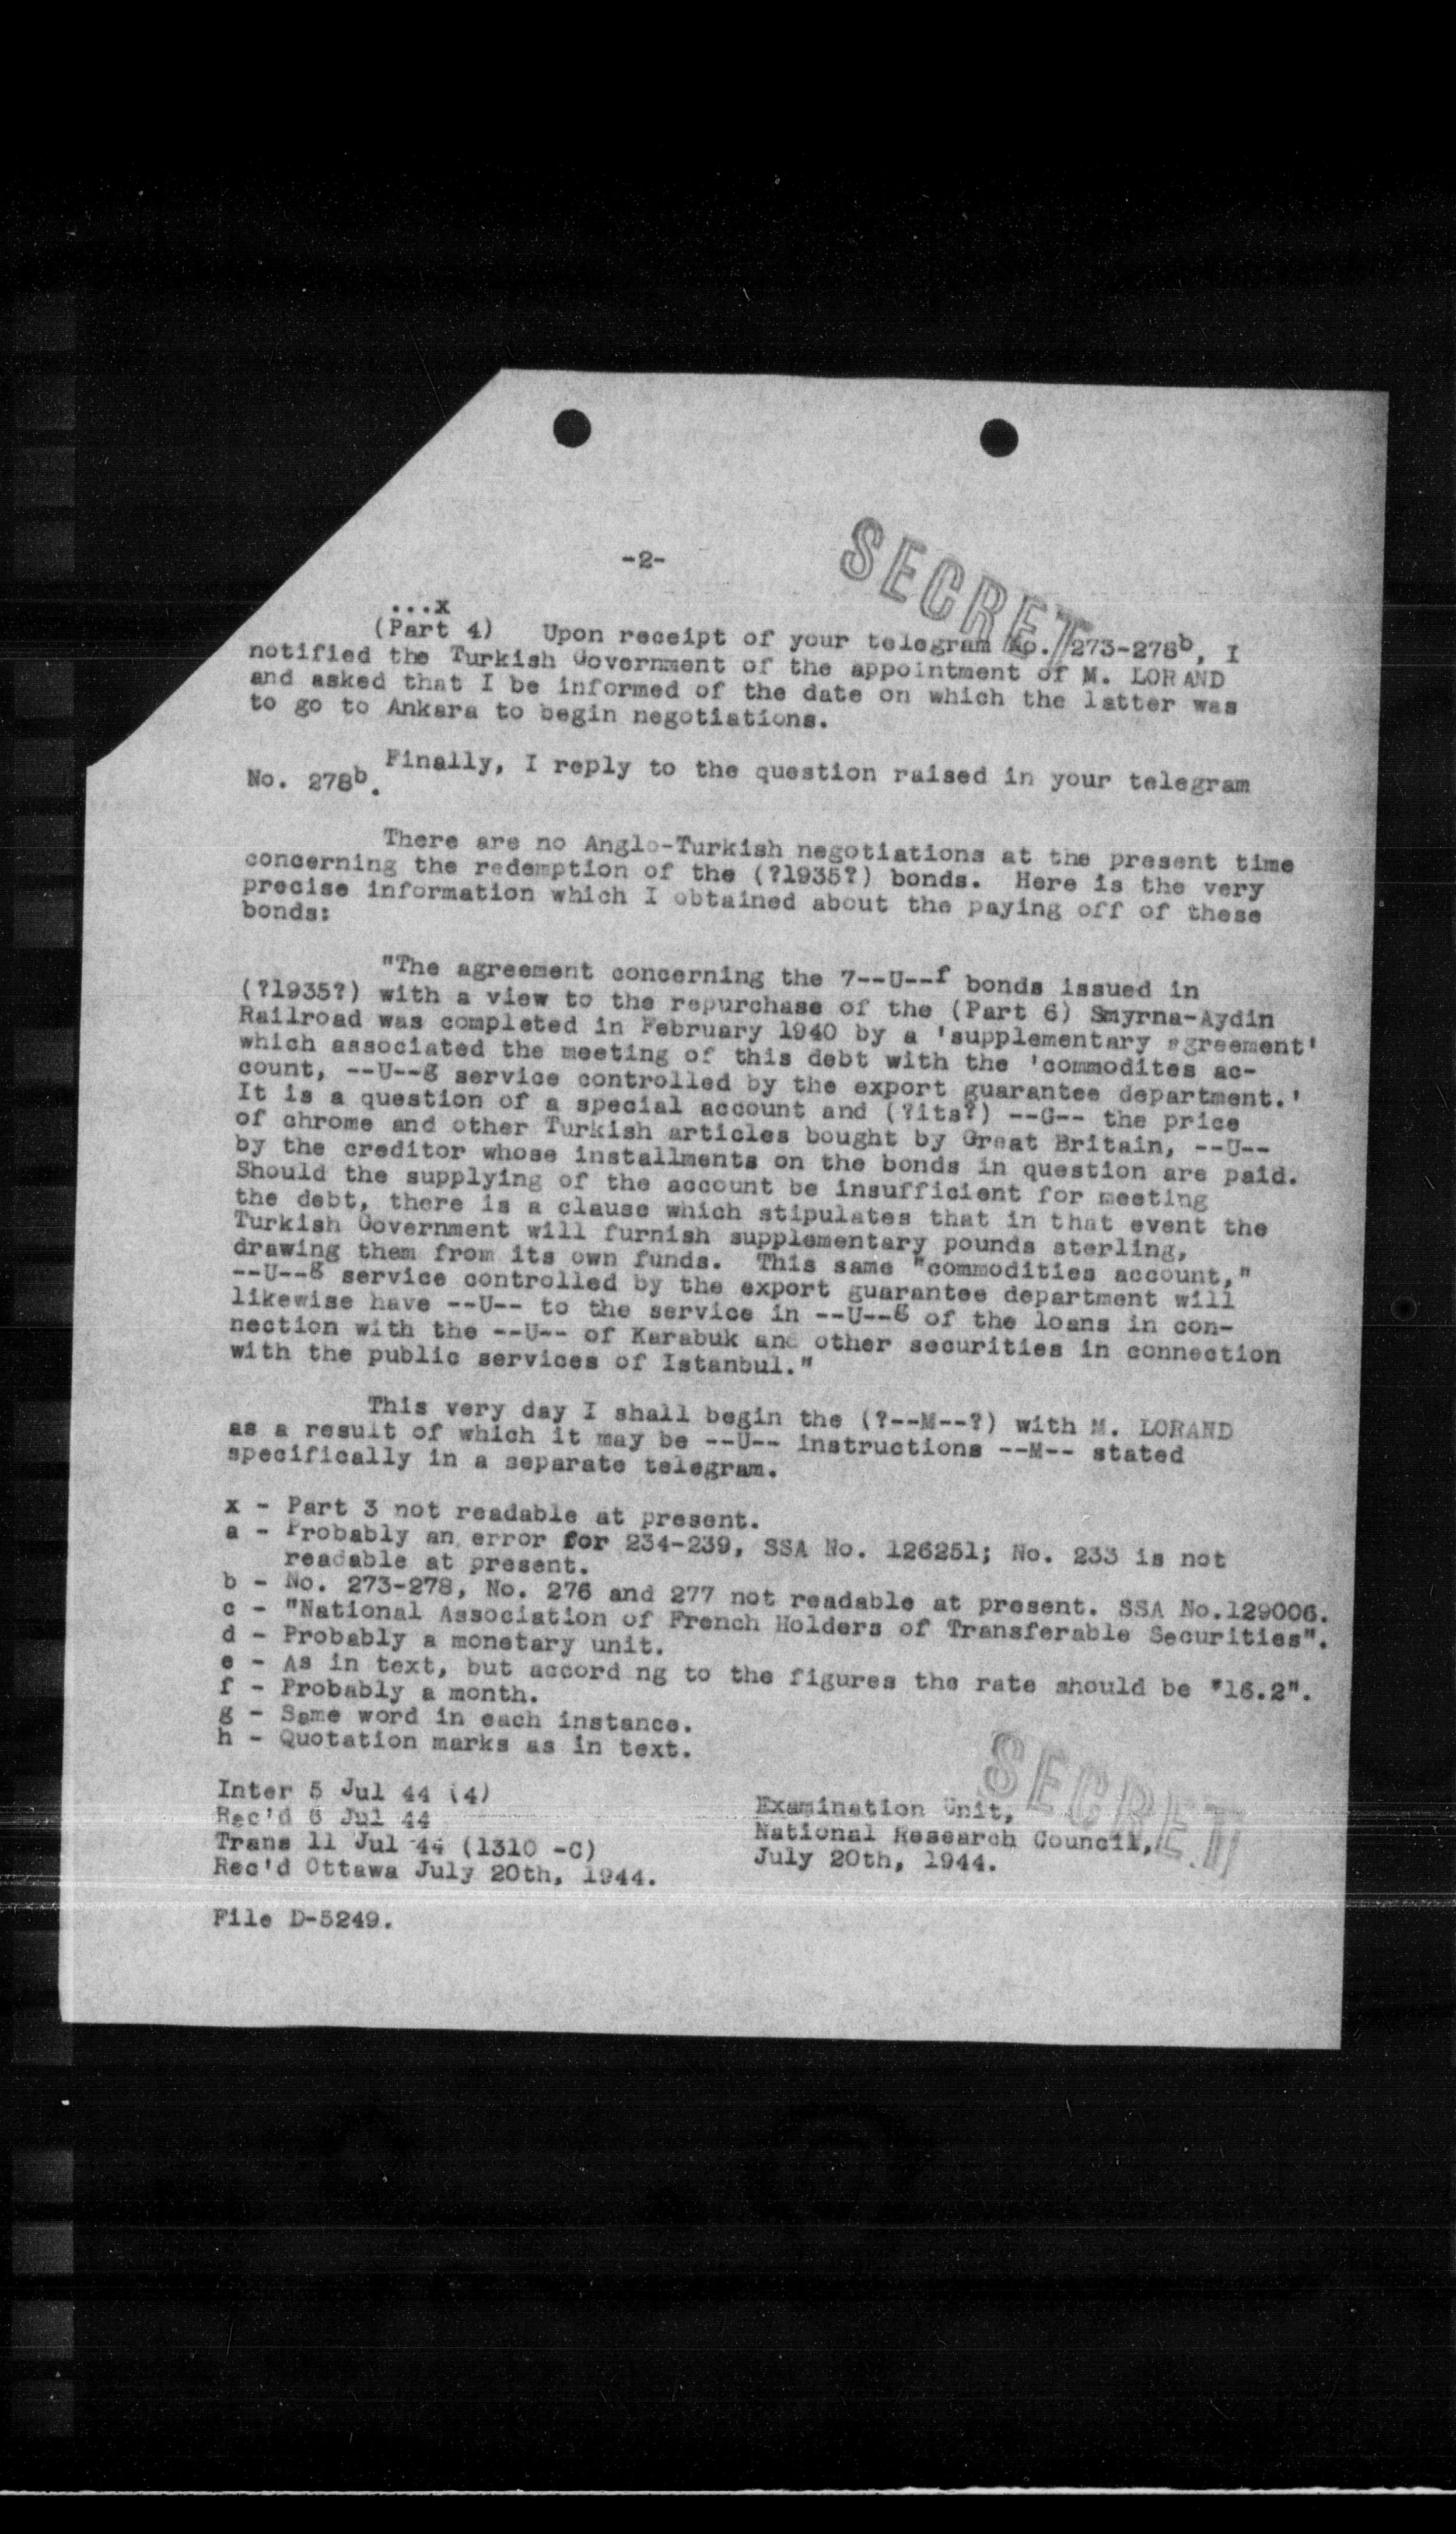 -2-
SECRET
...x
(Part 4) Upon receipt of your telegram No. 273-278b, I
notified the Turkish Government of the appointment of M. LORAND
and asked that I be informed of the date on which the latter was
to go to Ankara to begin negotiations.
Finally, I reply to the question raised in your telegram
No. 278b.
There are no Anglo-Turkish negotiations at the present time
concerning the redemption of the (?1935?) bonds. Here is the very
precise information which I obtained about the paying off of these
bonds:
"The agreement concerning the 7--U--f bonds issued in
(?1935?) with a view to the repurchase of the (Part 6) Smyrna-Aydin
Railroad was completed in February 1940 by a 'supplementary agreement'
which associated the meeting of this debt with the 'commodites ac-
count, --U--g service controlled by the export guarantee department.'
It is a question of a special account and (?its?) --G-- the price
of chrome and other Turkish articles bought by Great Britain, --U--
by the creditor whose installments on the bonds in question are paid.
Should the supplying of the account be insufficient for meeting
the debt, there is a clause which stipulates that in that event the
Turkish Government will furnish supplementary pounds sterling,
drawing them from its own funds. This same "commodities account,"
--U--g service controlled by the export guarantee department will
likewise have --U-- to the service in --U--g of the loans in con-
nection with the --U-- of Karabuk and other securities in connection
with the public services of Istanbul."
This very day I shall begin the (?--M--?) with M. LORAND
as a result of which it may be --U-- instructions --M-- stated
specifically in a separate telegram.
x - Part 3 not readable at present.
a - Probably an error for 234-239, SSA No. 126251; No. 233 is not
readable at present.
b - No. 273-278, No. 276 and 277 not readable at present. SSA No.129006.
c - "National Association of French Holders of Transferable Securities".
d - Probably a monetary unit.
e - As in text, but accord ng to the figures the rate should be "16.2".
f - Probably a month.
g - Same word in each instance.
h - Quotation marks as in text.
SECRET
Inter 5 Jul 44 (4)
Rec'd 6 Jul 44
Trans 11 Jul 44 (1310 -C)
Rec'd Ottawa July 20th, 1944.
Examination Unit,
National Research Council,
July 20th, 1944.
File D-5249.